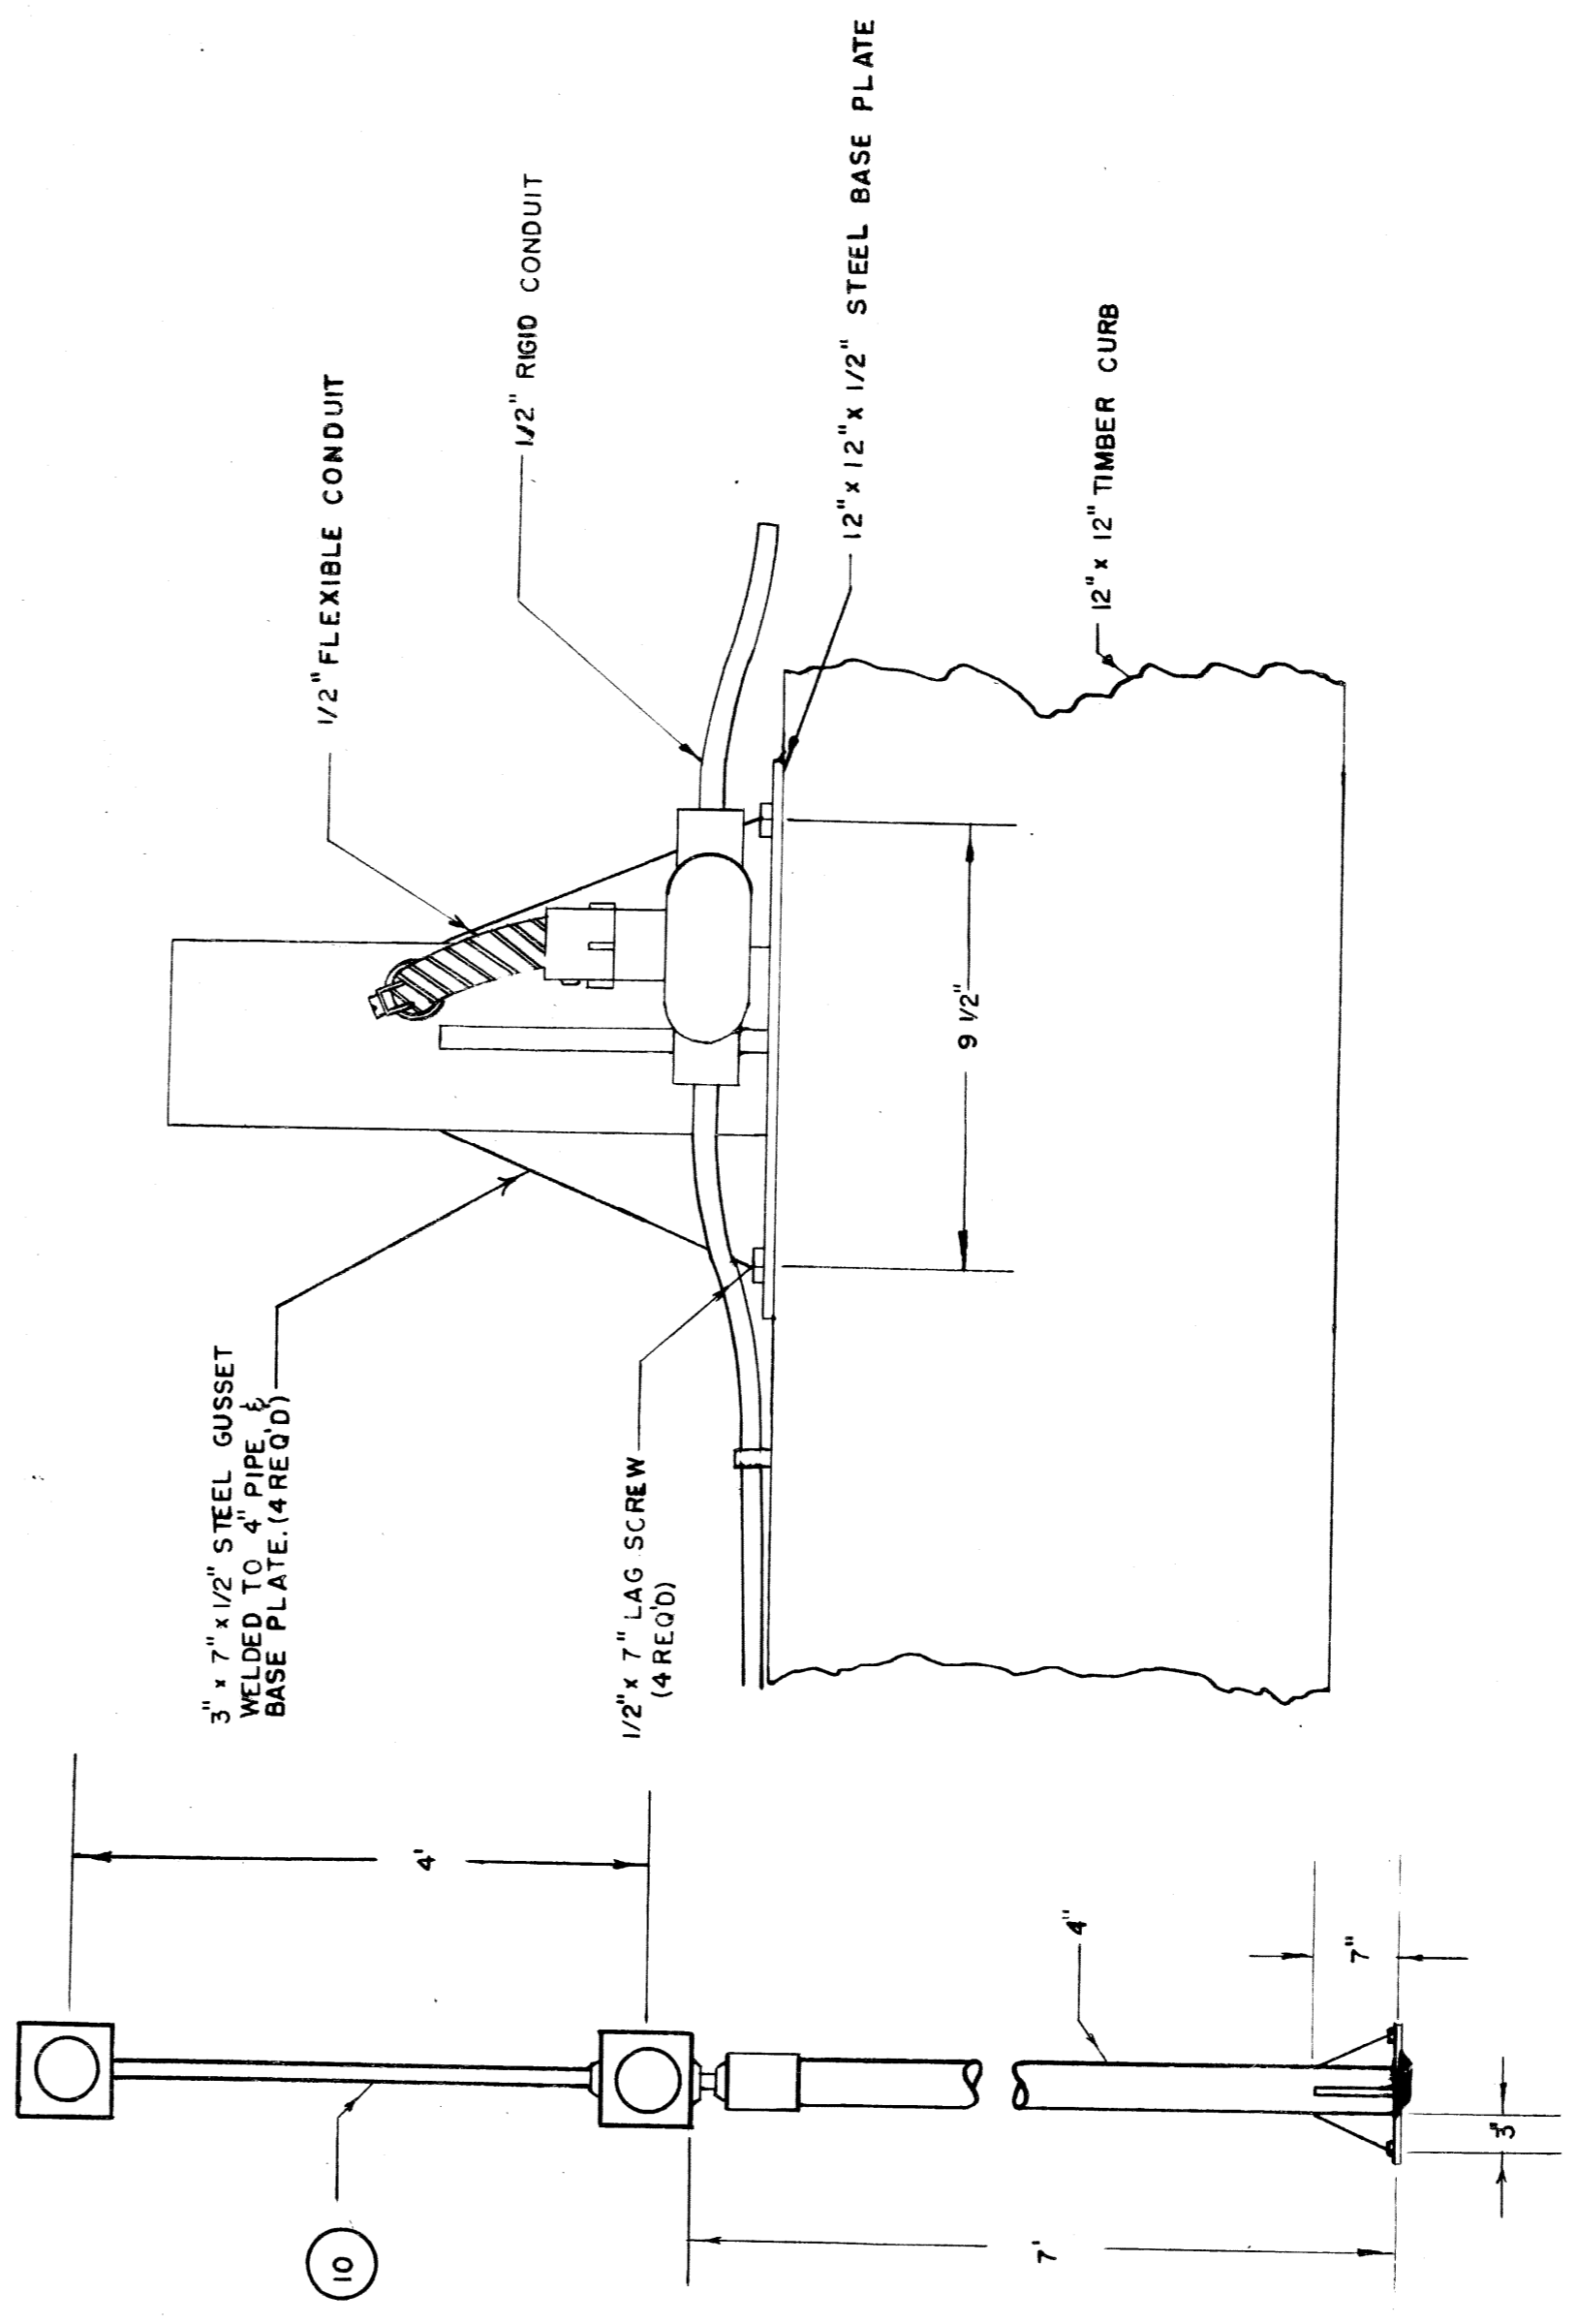 1/2" FLEXIBLE CONDUIT
1/2" RIGID CONDUIT
12" x 12" x 1/2" STEEL BASE PLATE
12" x 12" TIMBER CURB
9 1/2"
3" x 7" x 1/2" STEEL GUSSET
WELDED TO 4" PIPE &
BASE PLATE. (4 REQ'D)
1/2" x 7" LAG SCREW
(4 REQ'D)
4'
4"
7"
3"
7'
10